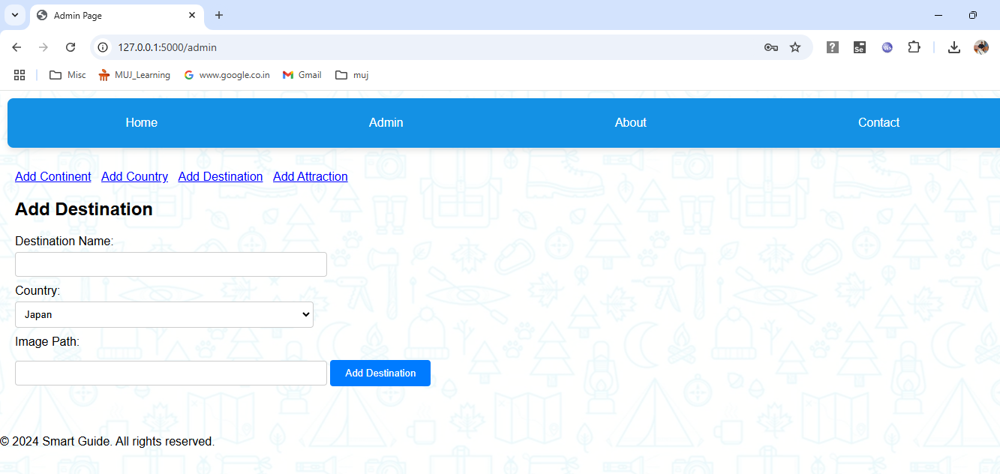 Admin Page
127.0.0.1:5000/admin
? Se Ws
Misc MUJ_Learning G www.google.co.in Gmail muj
Home Admin About Contact
Add Continent Add Country Add Destination Add Attraction
Add Destination
Destination Name:
Country:
Japan
Image Path:
Add Destination
© 2024 Smart Guide. All rights reserved.